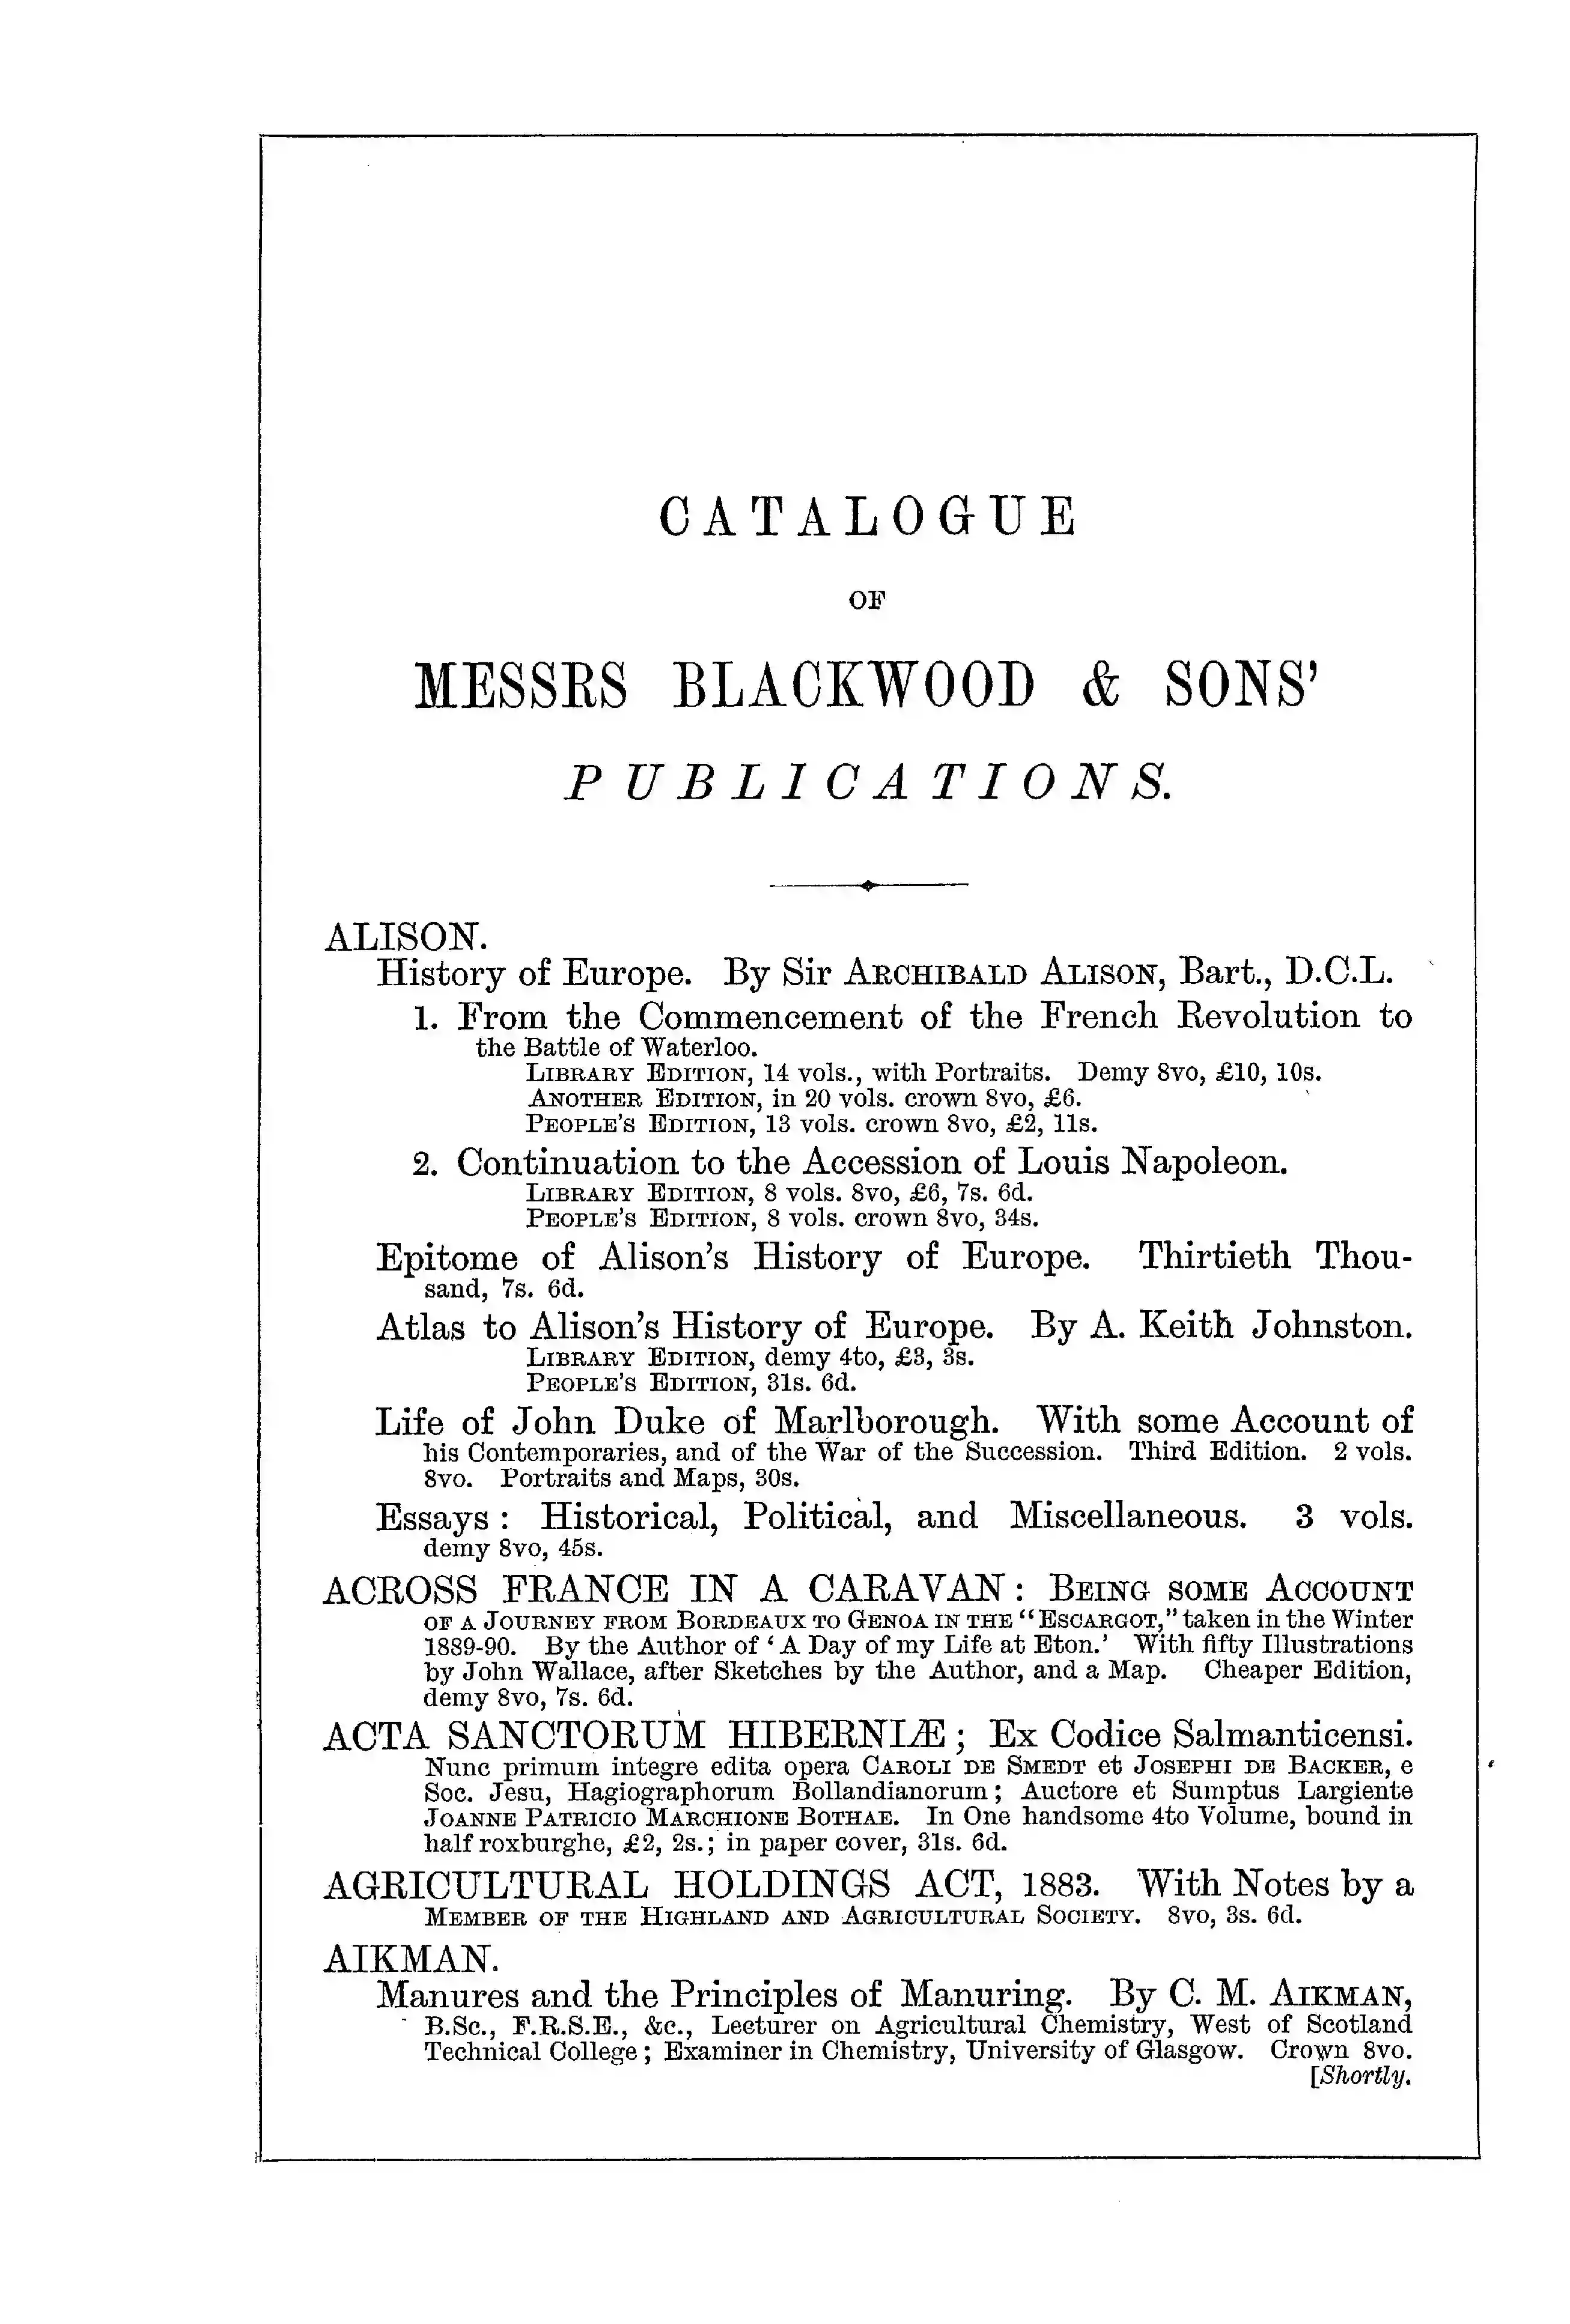 CATALOGUE
OF
MESSRS BLACKWOOD & SONS'
PUBLICATIONS.
ALISON.
History of Europe. By Sir ARCHIBALD ALISON, Bart., D.C.L.
1. From the Commencement of the French Revolution to
the Battle of Waterloo.
LIBRARY EDITION, 14 vols., with Portraits. Demy 8vo, £10, 10s.
ANOTHER EDITION, in 20 vols. crown 8vo, £6.
PEOPLE'S EDITION, 13 vols. crown 8vo, £2, 11s.
2. Continuation to the Accession of Louis Napoleon.
LIBRARY EDITION, 8 vols. 8vo, £6, 7s. 6d.
PEOPLE'S EDITION, 8 vols. crown 8vo, 34s.
Epitome of Alison's History of Europe. Thirtieth Thou-
sand, 7s. 6d.
Atlas to Alison's History of Europe. By A. Keith Johnston.
LIBRARY EDITION, demy 4to, £3, 3s.
PEOPLE'S EDITION, 31s. 6d.
Life of John Duke of Marlborough. With some Account of
his Contemporaries, and of the War of the Succession. Third Edition. 2 vols.
8vo. Portraits and Maps, 30s.
Essays: Historical, Political, and Miscellaneous. 3 vols.
demy 8vo, 45s.
ACROSS FRANCE IN A CARAVAN: BEING SOME ACCOUNT
OF A JOURNEY FROM BORDEAUX TO GENOA IN THE "ESCARGOT," taken in the Winter
1889-90. By the Author of 'A Day of my Life at Eton.' With fifty Illustrations
by John Wallace, after Sketches by the Author, and a Map. Cheaper Edition,
demy 8vo, 7s. 6d.
ACTA SANCTORUM HIBERNIÆ; Ex Codice Salmanticensi.
Nunc primum integre edita opera CAROLI DE SMEDT et JOSEPHI DE BACKER, e
Soc. Jesu, Hagiographorum Bollandianorum; Auctore et Sumptus Largiente
JOANNE PATRICIO MARCHIONE BOTHAE. In One handsome 4to Volume, bound in
half roxburghe, £2, 2s.; in paper cover, 31s. 6d.
AGRICULTURAL HOLDINGS ACT, 1883. With Notes by a
MEMBER OF THE HIGHLAND AND AGRICULTURAL SOCIETY. 8vo, 3s. 6d.
AIKMAN.
Manures and the Principles of Manuring. By C. M. AIKMAN,
B.Sc., F.R.S.E., &c., Lecturer on Agricultural Chemistry, West of Scotland
Technical College; Examiner in Chemistry, University of Glasgow. Crown 8vo.
[Shortly.